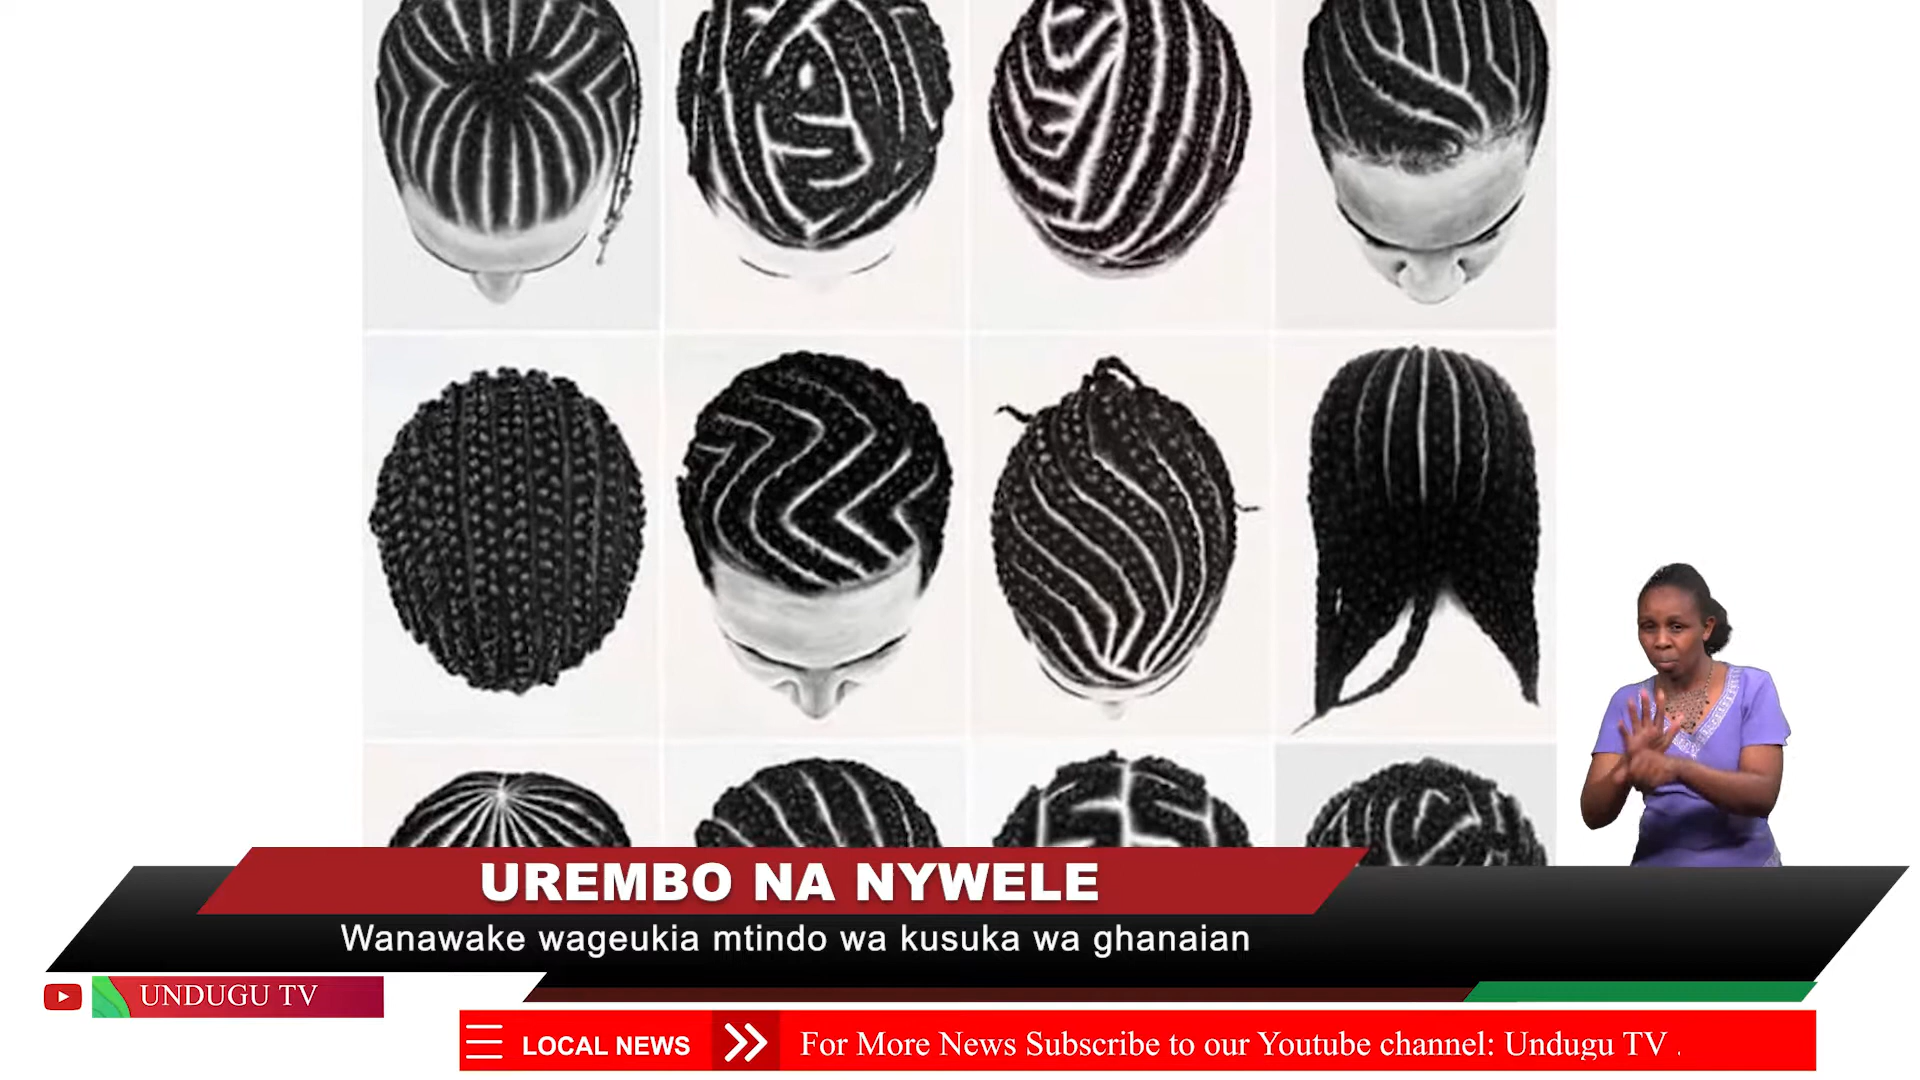 UREMBO NA NYWELE
Wanawake wageukia mtindo wa kusuka wa ghanaian
UNDUGU TV
LOCAL NEWS
For More News Subscribe to our Youtube channel: Undugu TV .